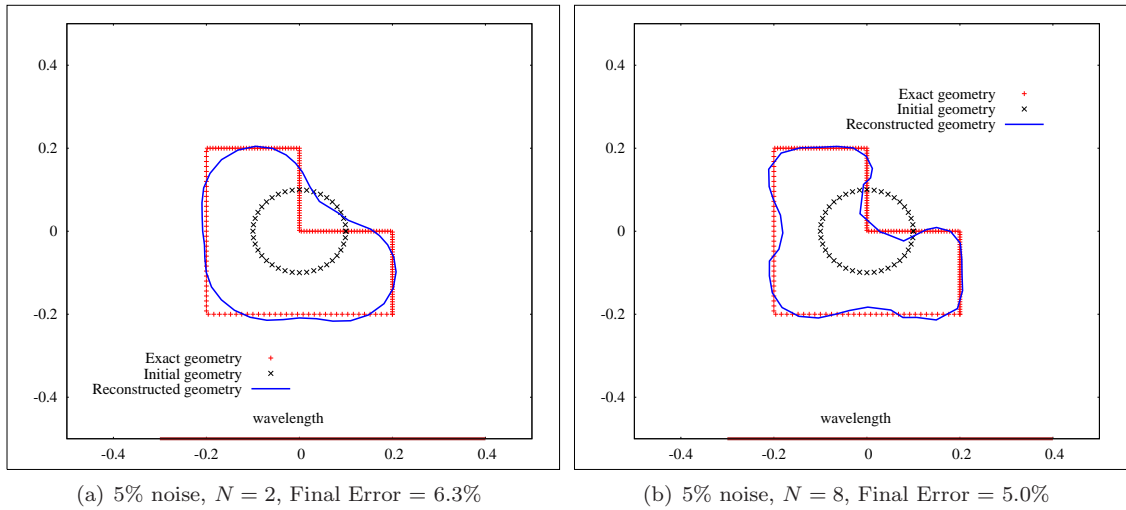 0.4
0.2
0
-0.2
-0.4
Exact geometry
Initial geometry
Reconstructed geometry
wavelength
-0.4 -0.2 0 0.2 0.4
(a) 5% noise, N = 2, Final Error = 6.3%
0.4
Exact geometry
Initial geometry
Reconstructed geometry
0.2
0
-0.2
-0.4
wavelength
-0.4 -0.2 0 0.2 0.4
(b) 5% noise, N = 8, Final Error = 5.0%